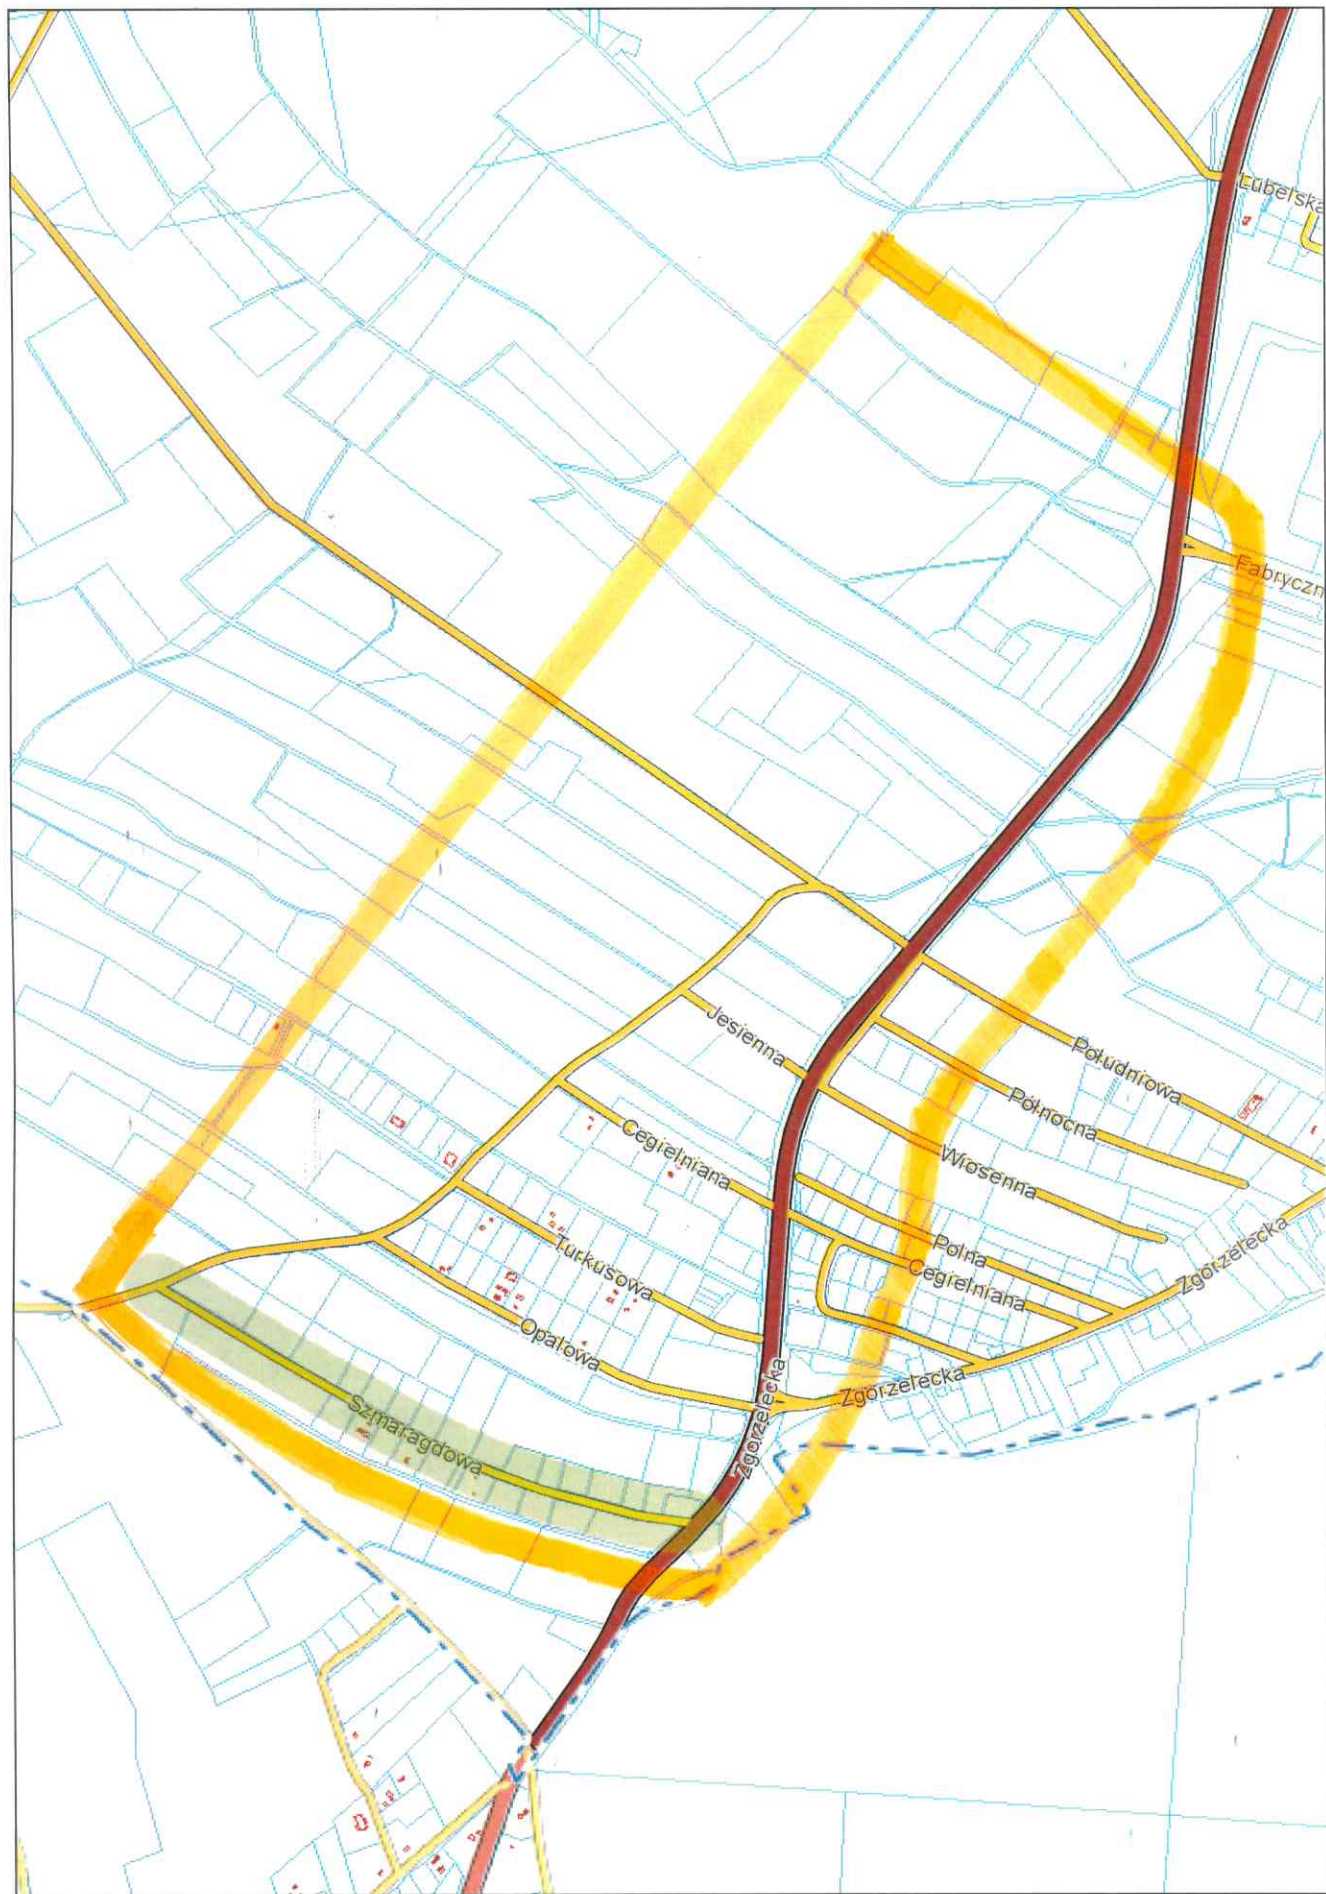 Lubelska
Fabryczn
Jesienna
Południowa
Północna
Cegielniana
Wiosenna
Polna
Zgorzelecka
Turkusowa
Cegielniana
Opalowa
Zgorzelecka
Zgorzelecka
Szmaragdowa